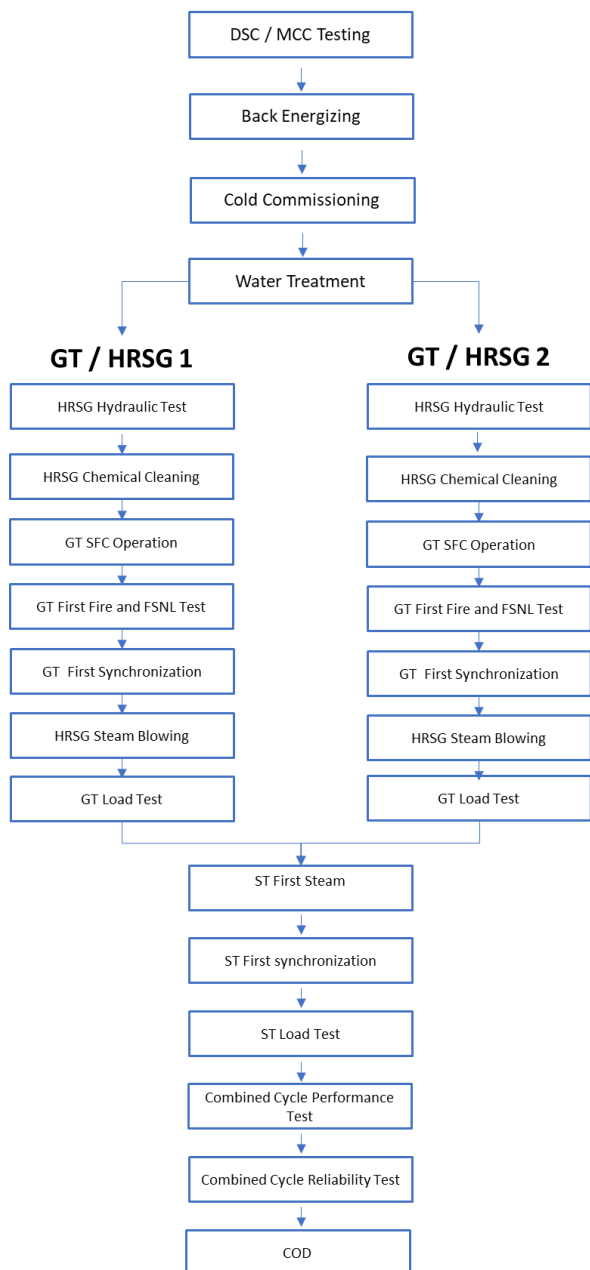 DSC / MCC Testing
Back Energizing
Cold Commissioning
Water Treatment
GT / HRSG 1
HRSG Hydraulic Test
HRSG Chemical Cleaning
GT SFC Operation
GT First Fire and FSNL Test
GT First Synchronization
HRSG Steam Blowing
GT Load Test
GT / HRSG 2
HRSG Hydraulic Test
HRSG Chemical Cleaning
GT SFC Operation
GT First Fire and FSNL Test
GT First Synchronization
HRSG Steam Blowing
GT Load Test
ST First Steam
ST First synchronization
ST Load Test
Combined Cycle Performance
Test
Combined Cycle Reliability Test
COD